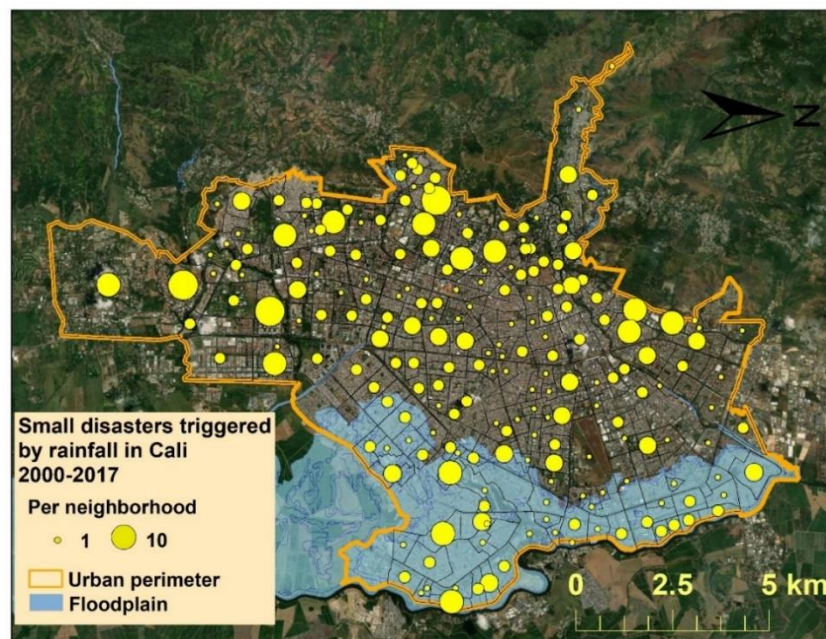 N
Small disasters triggered
by rainfall in Cali
2000-2017
Per neighborhood
1 10
Urban perimeter
Floodplain
0 2.5 5 km